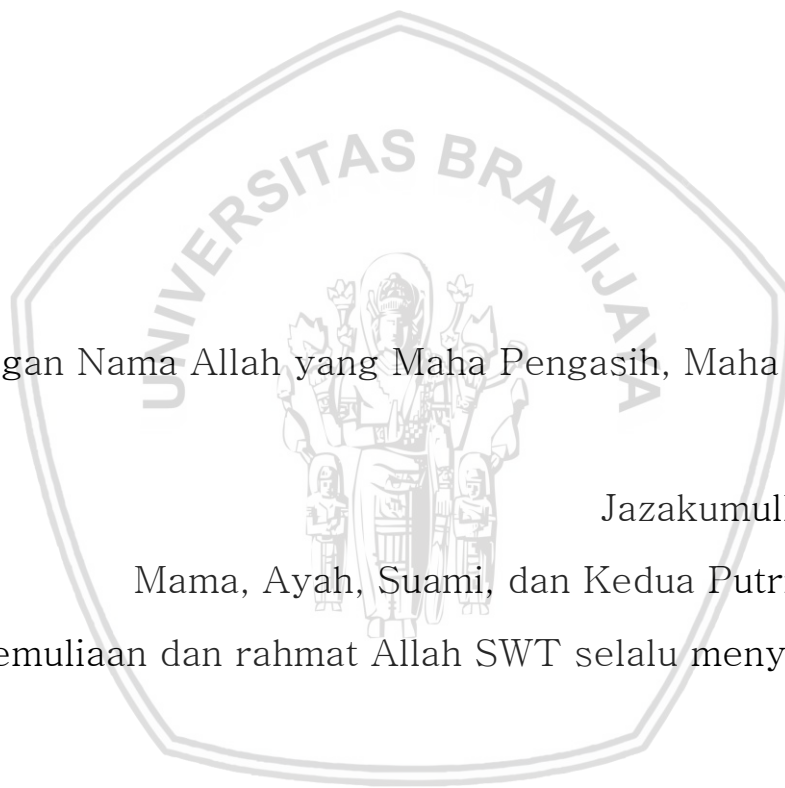 UNIVERSITAS BRAWIJAYA
gan Nama Allah yang Maha Pengasih, Maha
Jazakumull
Mama, Ayah, Suami, dan Kedua Putr
emuliaan dan rahmat Allah SWT selalu meny